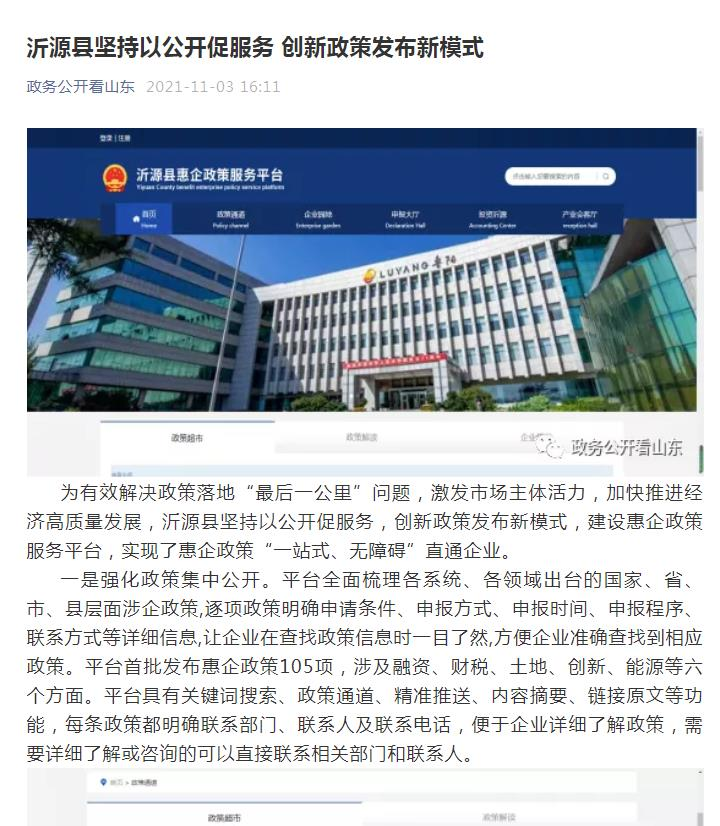 沂源县坚持以公开促服务 创新政策发布新模式
政务公开看山东 2021-11-03 16:11
登录 | 注册
沂源县惠企政策服务平台
Yiyuan County benefit enterprise policy service platform
点击输入您要搜索的内容
首页 政策通道 企业园地 申报大厅 投资沂源 产业会客厅
Home Policy channel Enterprise garden Declaration Hall Accounting Center reception hall
LUYANG 鲁阳
政策超市 政策解读 企业
政务公开看山东
为有效解决政策落地“最后一公里”问题，激发市场主体活力，加快推进经
济高质量发展，沂源县坚持以公开促服务，创新政策发布新模式，建设惠企政策
服务平台，实现了惠企政策“一站式、无障碍”直通企业。
一是强化政策集中公开。平台全面梳理各系统、各领域出台的国家、省、
市、县层面涉企政策,逐项政策明确申请条件、申报方式、申报时间、申报程序、
联系方式等详细信息,让企业在查找政策信息时一目了然,方便企业准确查找到相应
政策。平台首批发布惠企政策105项，涉及融资、财税、土地、创新、能源等六
个方面。平台具有关键词搜索、政策通道、精准推送、内容摘要、链接原文等功
能，每条政策都明确联系部门、联系人及联系电话，便于企业详细了解政策，需
要详细了解或咨询的可以直接联系相关部门和联系人。
首页 > 政策通道
政策超市 政策解读